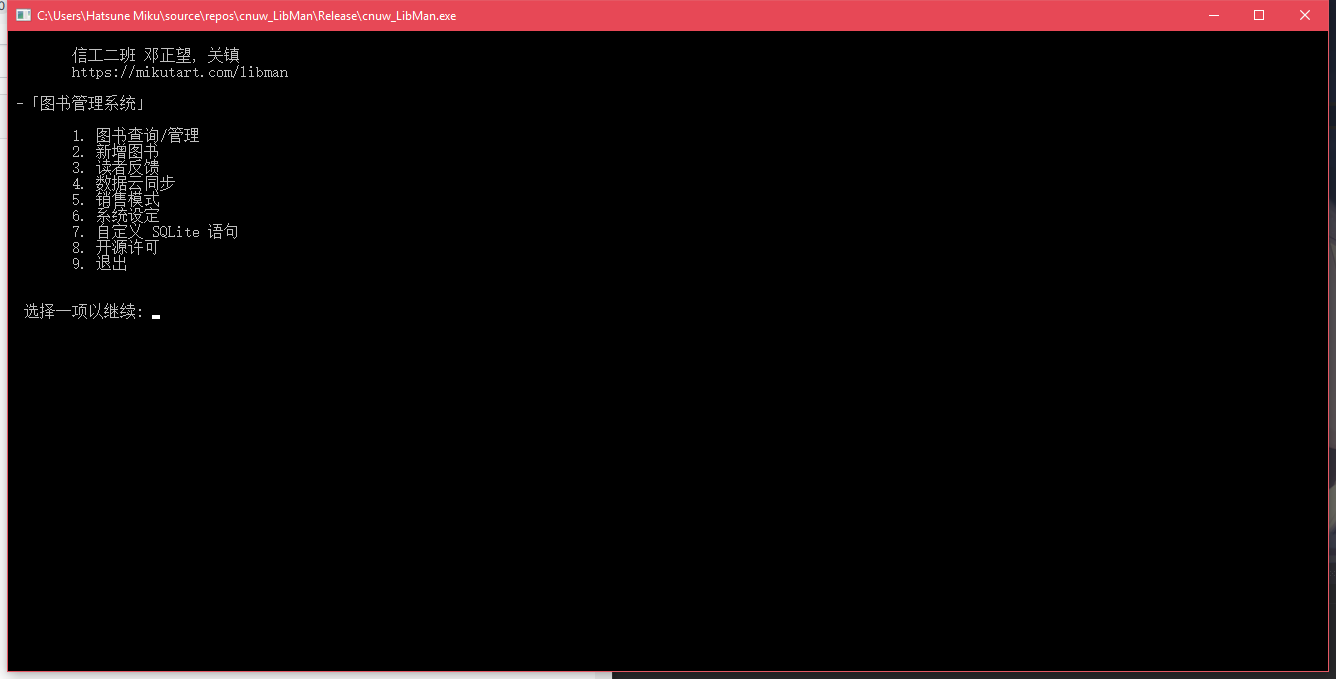 C:\Users\Hatsune Miku\source\repos\cnuw_LibMan\Release\cnuw_LibMan.exe
信工二班 邓正望, 关镇
https://mikutart.com/libman
-「图书管理系统」
1. 图书查询/管理
2. 新增图书
3. 读者反馈
4. 数据云同步
5. 销售模式
6. 系统设定
7. 自定义 SQLite 语句
8. 开源许可
9. 退出
选择一项以继续: